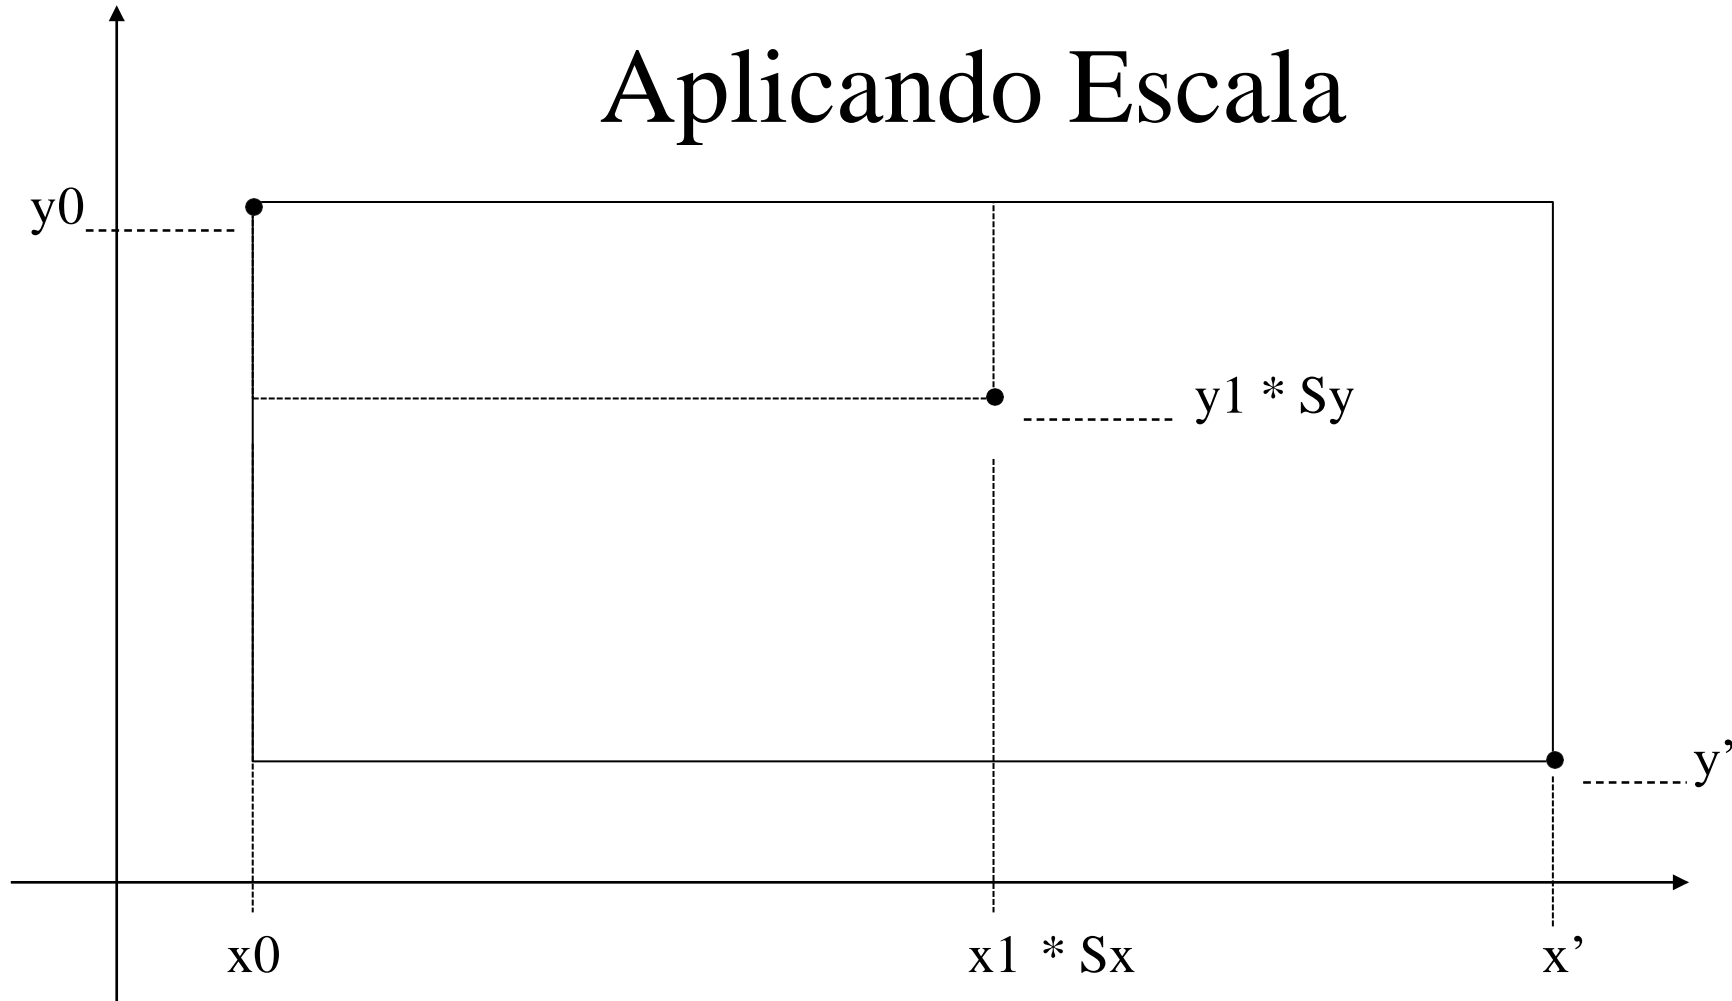 Aplicando Escala
y0
y1 * Sy
y’
x0
x1 * Sx
x’